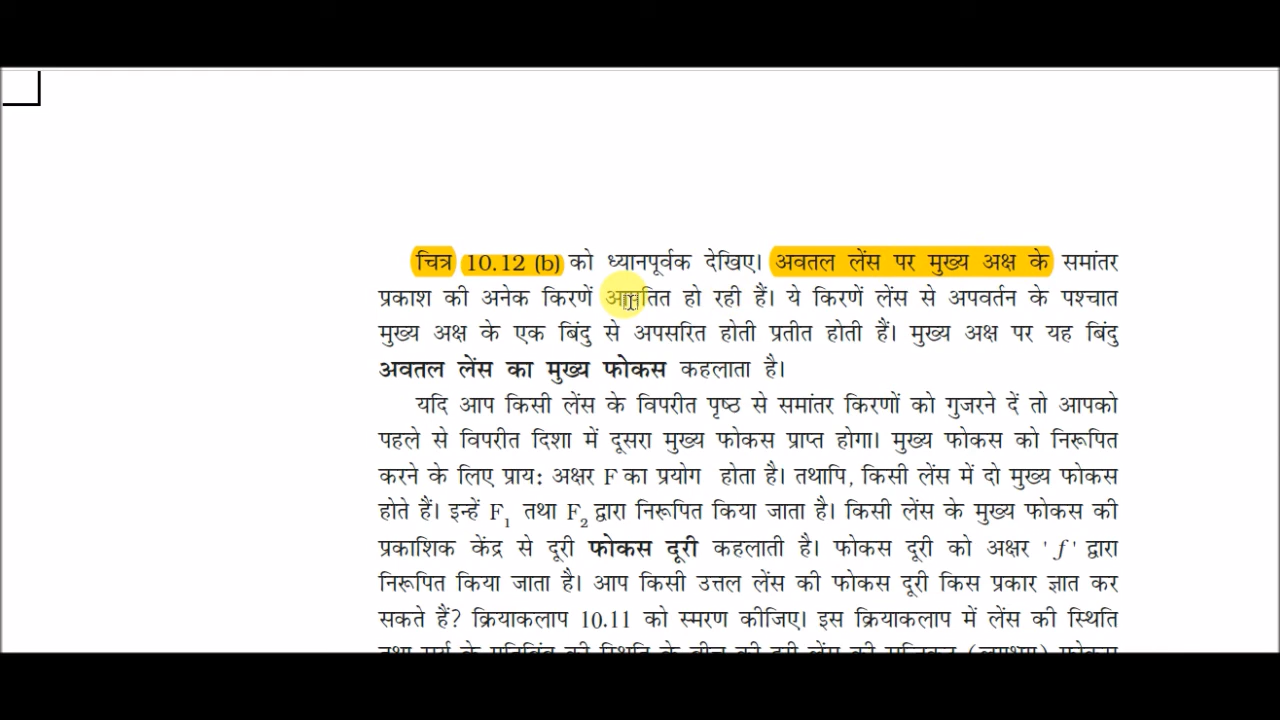 चित्र 10.12 (b) को ध्यानपूर्वक देखिए। अवतल लेंस पर मुख्य अक्ष के समांतर
प्रकाश की अनेक किरणें आपतित हो रही हैं। ये किरणें लेंस से अपवर्तन के पश्चात
मुख्य अक्ष के एक बिंदु से अपसरित होती प्रतीत होती हैं। मुख्य अक्ष पर यह बिंदु
अवतल लेंस का मुख्य फोकस कहलाता है।
यदि आप किसी लेंस के विपरीत पृष्ठ से समांतर किरणों को गुजरने दें तो आपको
पहले से विपरीत दिशा में दूसरा मुख्य फोकस प्राप्त होगा। मुख्य फोकस को निरूपित
करने के लिए प्राय: अक्षर F का प्रयोग होता है। तथापि, किसी लेंस में दो मुख्य फोकस
होते हैं। इन्हें F₁ तथा F₂ द्वारा निरूपित किया जाता है। किसी लेंस के मुख्य फोकस की
प्रकाशिक केंद्र से दूरी फोकस दूरी कहलाती है। फोकस दूरी को अक्षर ' f ' द्वारा
निरूपित किया जाता है। आप किसी उत्तल लेंस की फोकस दूरी किस प्रकार ज्ञात कर
सकते हैं? क्रियाकलाप 10.11 को स्मरण कीजिए। इस क्रियाकलाप में लेंस की स्थिति